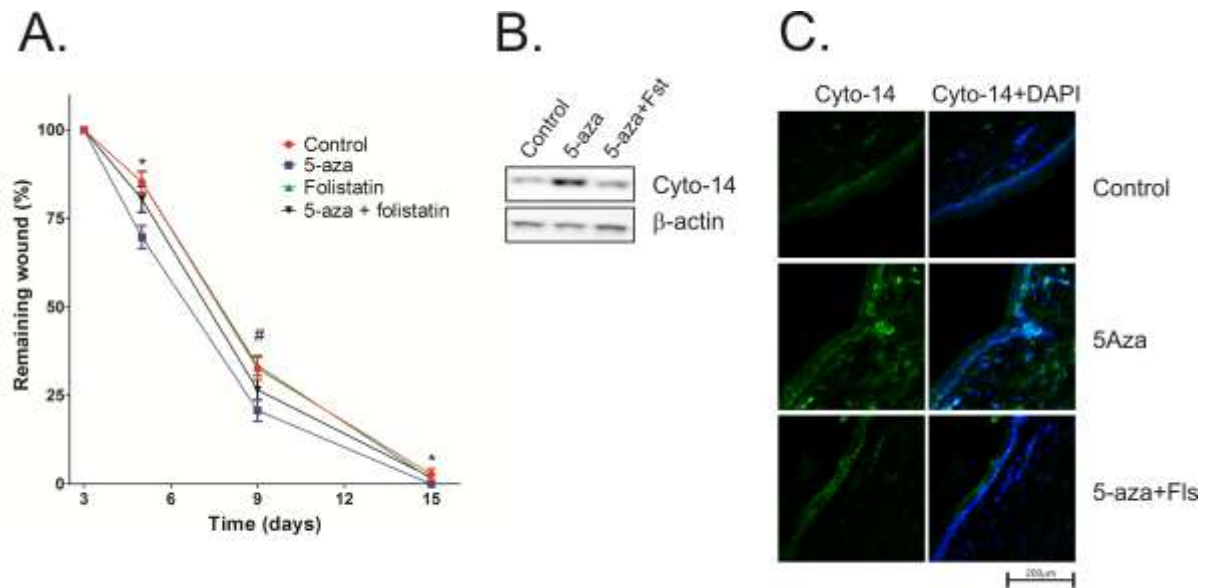 A.
100
75
50
25
0
3
6
9
12
15
Remaining wound (%)
Time (days)
*
#
*
Control
5-aza
Folistatin
5-aza + folistatin
B.
Control
5-aza
5-aza+Fst
Cyto-14
β-actin
C.
Cyto-14
Cyto-14+DAPI
Control
5Aza
5-aza+Fls
200µm